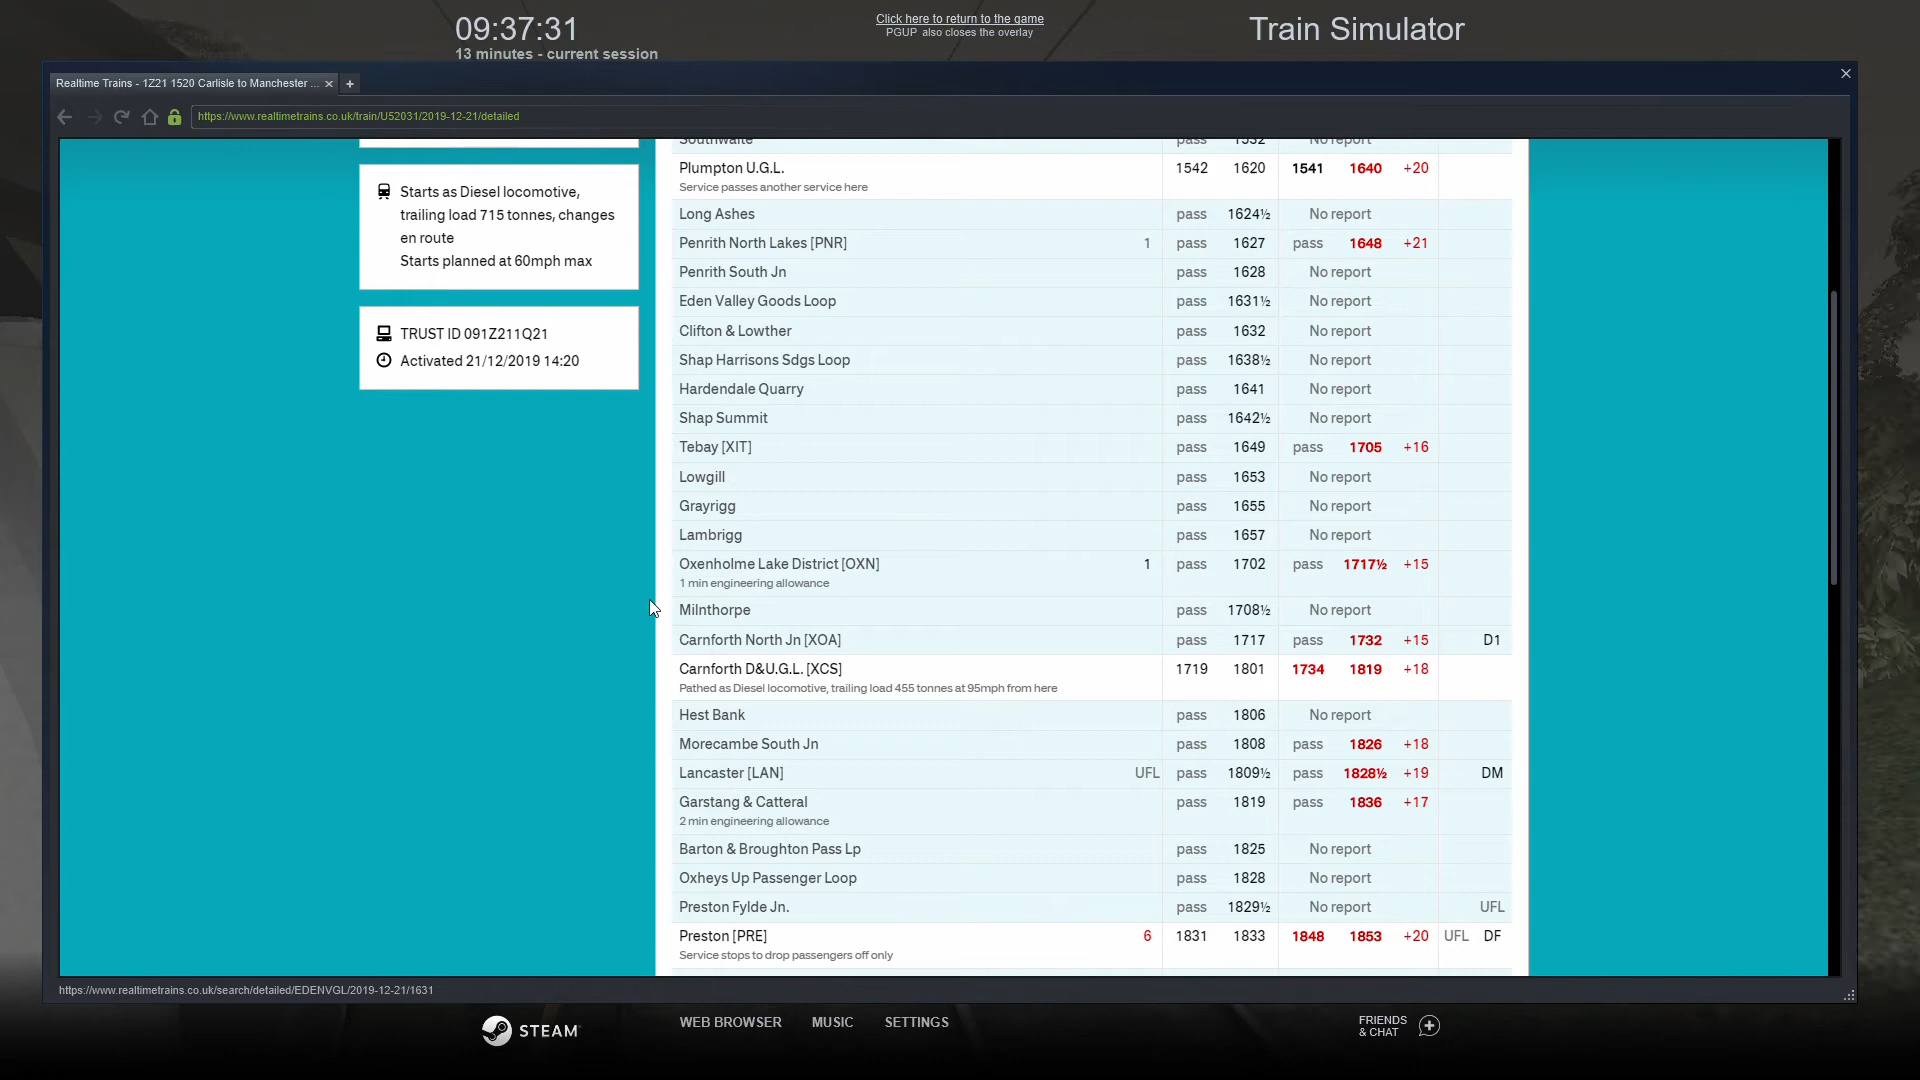 09:37:31
13 minutes - current session
Click here to return to the game
PGUP also closes the overlay
Train Simulator
Realtime Trains - 1Z21 1520 Carlisle to Manchester ...
https://www.realtimetrains.co.uk/train/U52031/2019-12-21/detailed
Starts as Diesel locomotive,
trailing load 715 tonnes, changes
en route
Starts planned at 60mph max
TRUST ID 091Z211Q21
Activated 21/12/2019 14:20
Southwaite pass 1532 No report
Plumpton U.G.L. 1542 1620 1541 1640 +20
Service passes another service here
Long Ashes pass 1624½ No report
Penrith North Lakes [PNR] 1 pass 1627 pass 1648 +21
Penrith South Jn pass 1628 No report
Eden Valley Goods Loop pass 1631½ No report
Clifton & Lowther pass 1632 No report
Shap Harrisons Sdgs Loop pass 1638½ No report
Hardendale Quarry pass 1641 No report
Shap Summit pass 1642½ No report
Tebay [XIT] pass 1649 pass 1705 +16
Lowgill pass 1653 No report
Grayrigg pass 1655 No report
Lambrigg pass 1657 No report
Oxenholme Lake District [OXN] 1 pass 1702 pass 1717½ +15
1 min engineering allowance
Milnthorpe pass 1708½ No report
Carnforth North Jn [XOA] pass 1717 pass 1732 +15 D1
Carnforth D&U.G.L. [XCS] 1719 1801 1734 1819 +18
Pathed as Diesel locomotive, trailing load 455 tonnes at 95mph from here
Hest Bank pass 1806 No report
Morecambe South Jn pass 1808 pass 1826 +18
Lancaster [LAN] UFL pass 1809½ pass 1828½ +19 DM
Garstang & Catteral pass 1819 pass 1836 +17
2 min engineering allowance
Barton & Broughton Pass Lp pass 1825 No report
Oxheys Up Passenger Loop pass 1828 No report
Preston Fylde Jn. pass 1829½ No report UFL
Preston [PRE] 6 1831 1833 1848 1853 +20 UFL DF
Service stops to drop passengers off only
https://www.realtimetrains.co.uk/search/detailed/EDENVGL/2019-12-21/1631
STEAM
WEB BROWSER
MUSIC
SETTINGS
FRIENDS
& CHAT